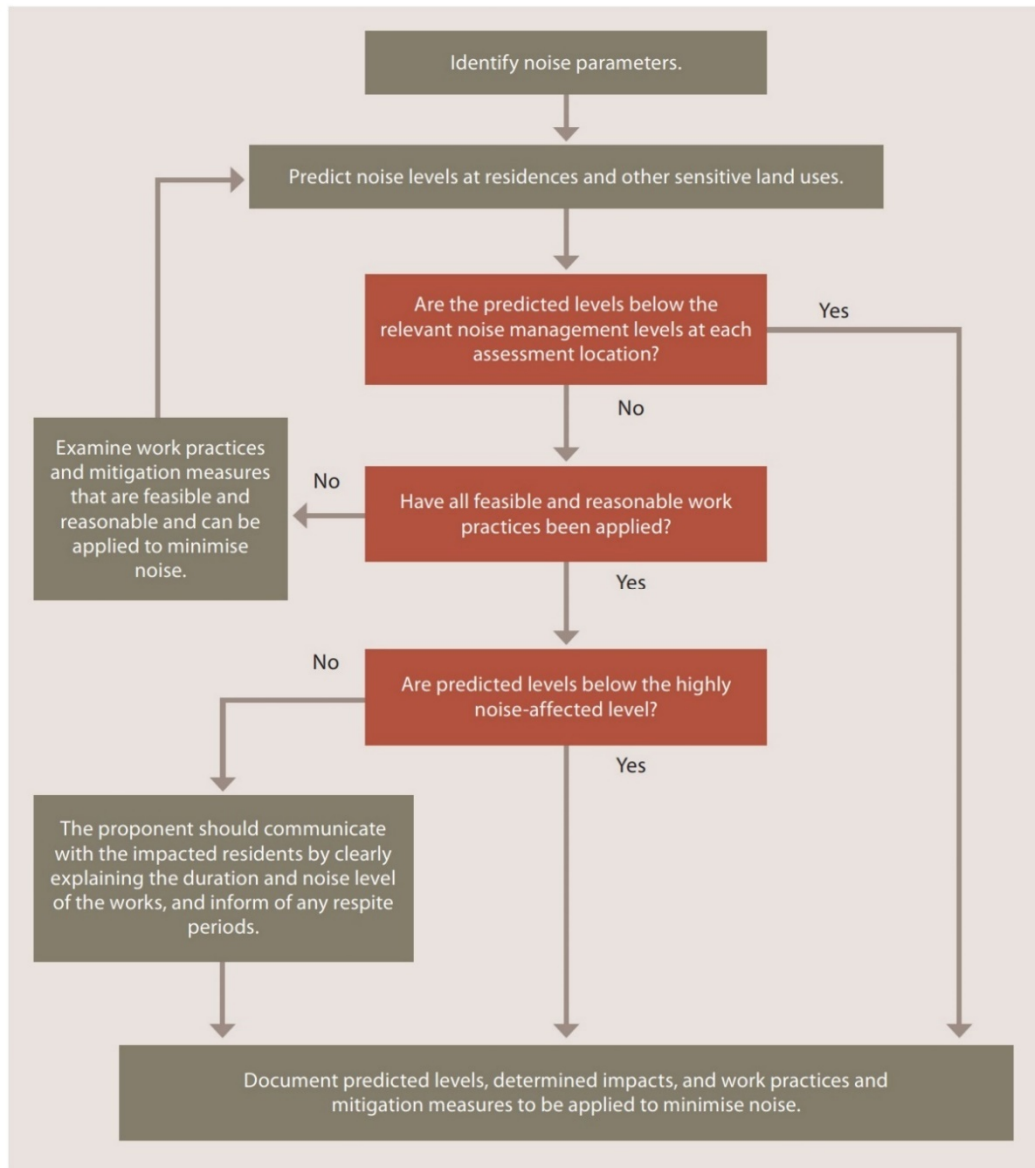 Identify noise parameters.
Predict noise levels at residences and other sensitive land uses.
Are the predicted levels below the
relevant noise management levels at each
assessment location?
Yes
No
Examine work practices
and mitigation measures
that are feasible and
reasonable and can be
applied to minimise
noise.
No
Have all feasible and reasonable work
practices been applied?
Yes
No
Are predicted levels below the highly
noise-affected level?
Yes
The proponent should communicate
with the impacted residents by clearly
explaining the duration and noise level
of the works, and inform of any respite
periods.
Document predicted levels, determined impacts, and work practices and
mitigation measures to be applied to minimise noise.